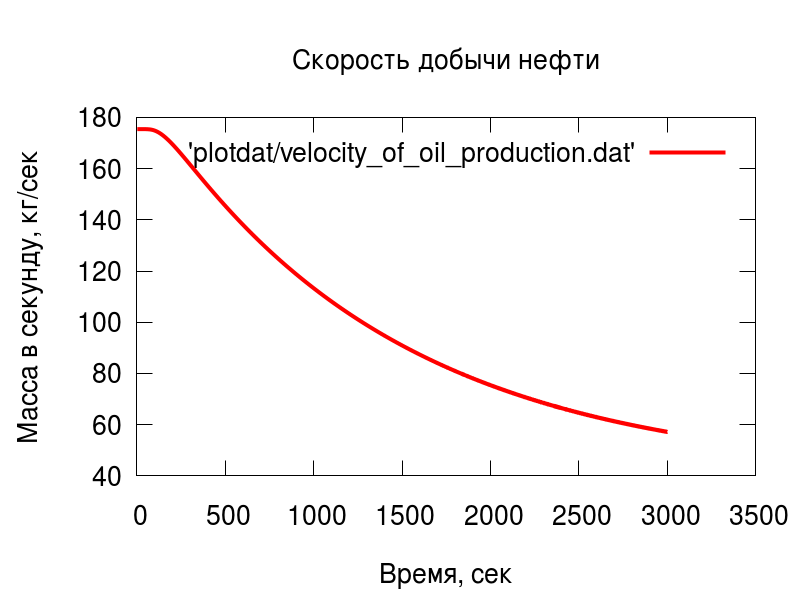 Скорость добычи нефти
180
160
140
120
100
80
60
40
'plotdat/velocity_of_oil_production.dat'
Масса в секунду, кг/сек
0 500 1000 1500 2000 2500 3000 3500
Время, сек